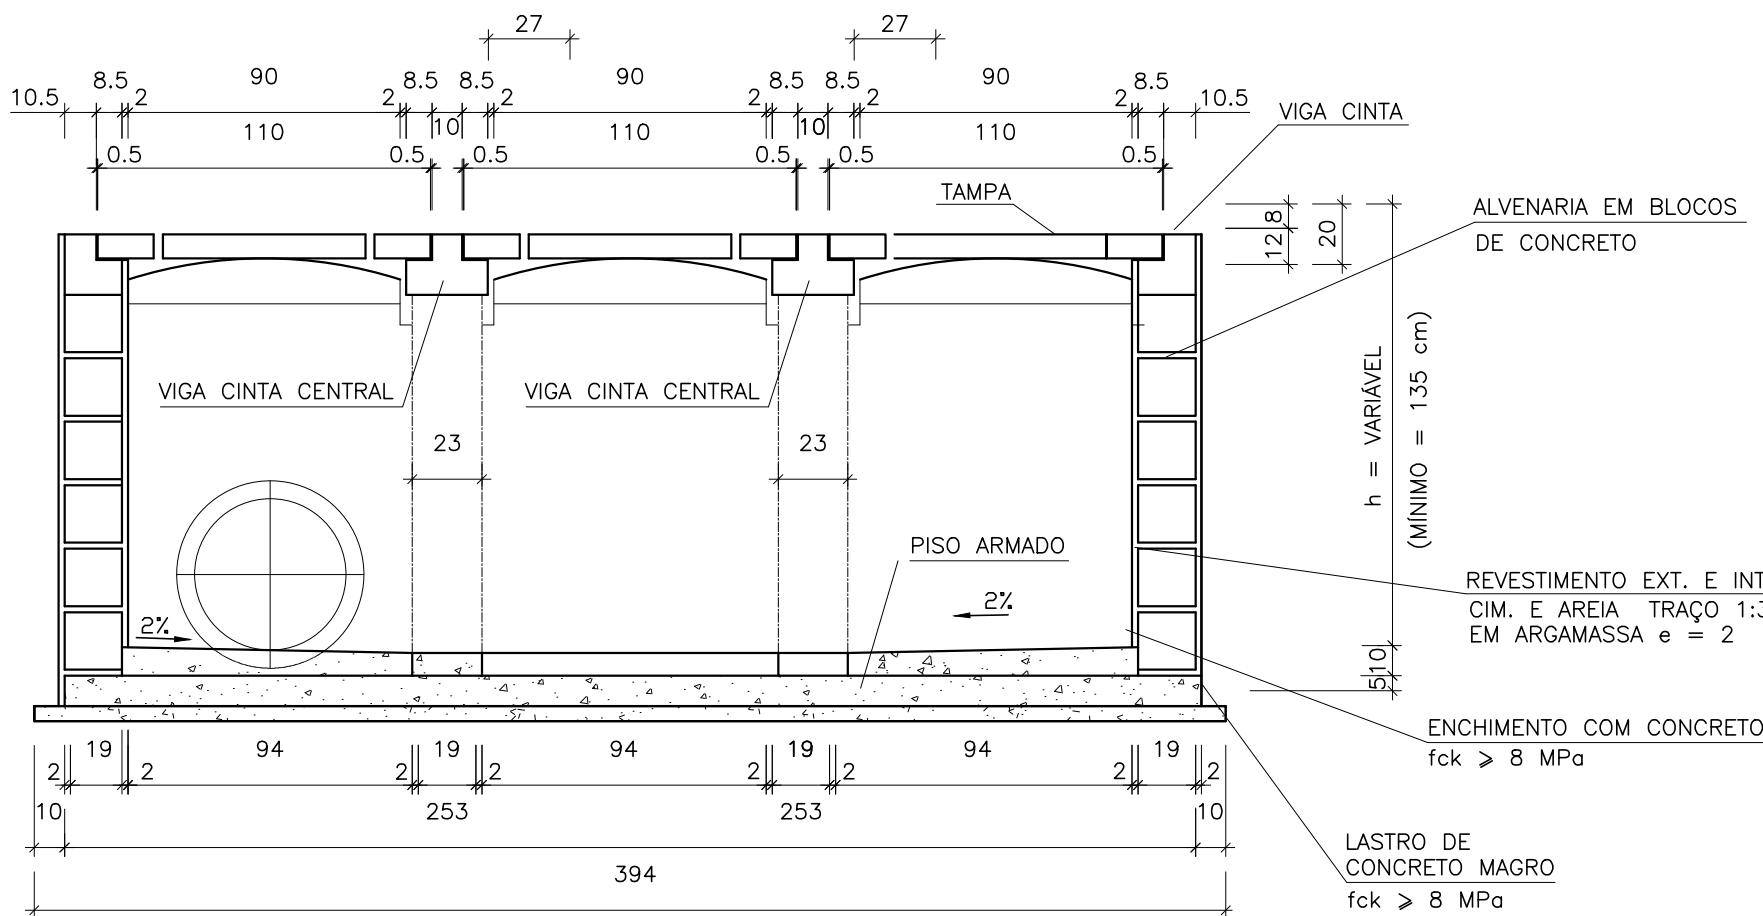 27 27
8.5 90 8.5 8.5 90 8.5 8.5 90 8.5
10.5 2 2 2 2 2 2 10.5
110 10 110 10 110
VIGA CINTA
0.5 0.5 0.5 0.5 0.5 0.5
TAMPA
ALVENARIA EM BLOCOS
DE CONCRETO
8
12
20
VIGA CINTA CENTRAL VIGA CINTA CENTRAL
h = VARIÁVEL
(MÍNIMO = 135 cm)
23 23
PISO ARMADO
REVESTIMENTO EXT. E INT
CIM. E AREIA TRAÇO 1:3
EM ARGAMASSA e = 2
2% 2%
10
5
ENCHIMENTO COM CONCRETO
fck ⩾ 8 MPa
19 94 19 94 19 94 19
2 2 2 2 2 2 2 2
10 253 253 10
LASTRO DE
CONCRETO MAGRO
fck ⩾ 8 MPa
394